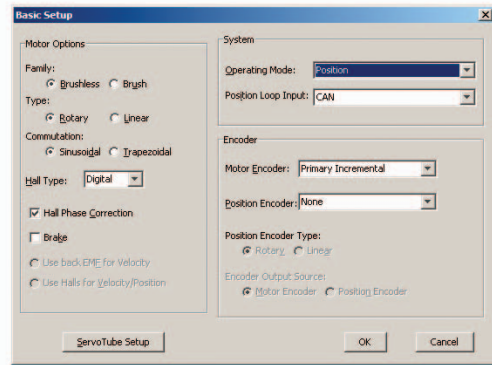 Basic Setup
Motor Options
Family:
Brushless Brush
Type:
Rotary Linear
Commutation:
Sinusoidal Trapezoidal
Hall Type: Digital
Hall Phase Correction
Brake
Use back EMF for Velocity
Use Halls for Velocity/Position
System
Operating Mode: Position
Position Loop Input: CAN
Encoder
Motor Encoder: Primary Incremental
Position Encoder: None
Position Encoder Type:
Rotary Linear
Encoder Output Source:
Motor Encoder Position Encoder
ServoTube Setup
OK Cancel